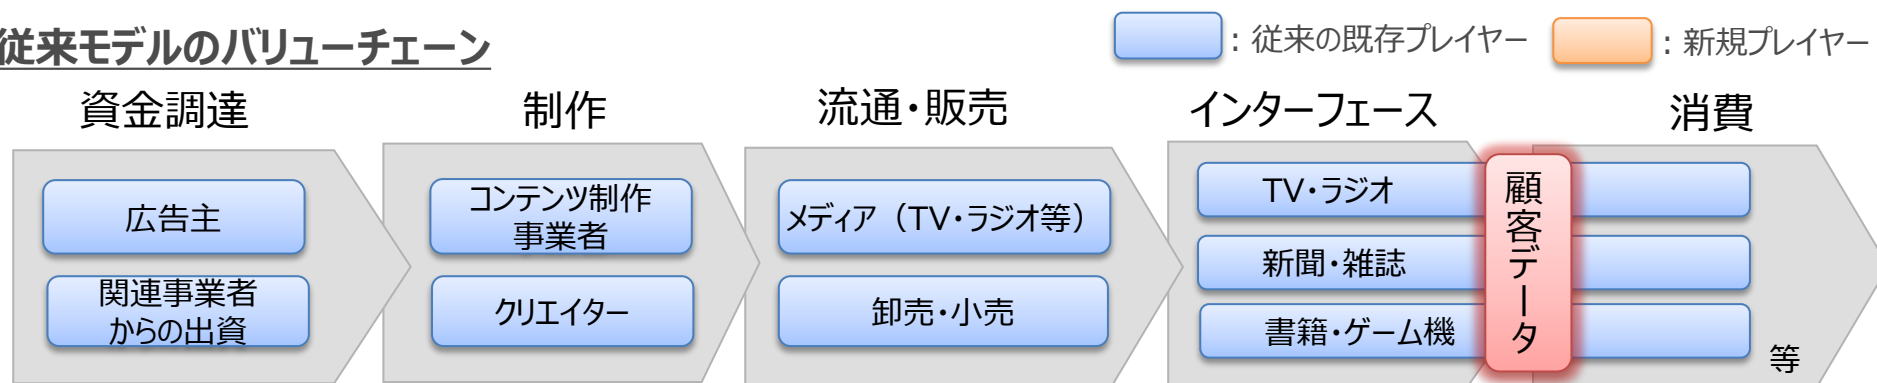 従来モデルのバリューチェーン
：従来の既存プレイヤー
：新規プレイヤー
資金調達
制作
流通・販売
インターフェース
消費
広告主
関連事業者
からの出資
コンテンツ制作
事業者
クリエイター
メディア（TV・ラジオ等）
卸売・小売
TV・ラジオ
新聞・雑誌
書籍・ゲーム機
顧客データ
等